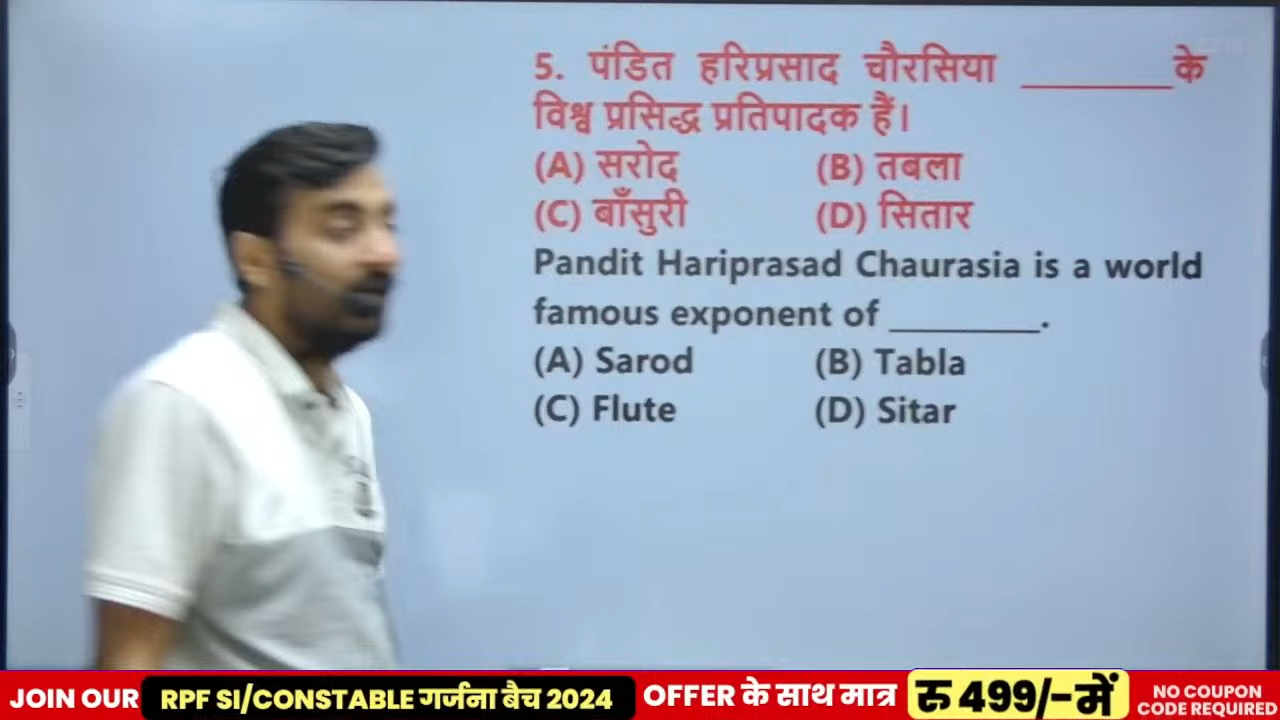 5. पंडित हरिप्रसाद चौरसिया ________के
विश्व प्रसिद्ध प्रतिपादक हैं।
(A) सरोद (B) तबला
(C) बाँसुरी (D) सितार
Pandit Hariprasad Chaurasia is a world
famous exponent of ________.
(A) Sarod (B) Tabla
(C) Flute (D) Sitar
JOIN OUR RPF SI/CONSTABLE गर्जना बैच 2024 OFFER के साथ मात्र रु 499/-में NO COUPON
CODE REQUIRED